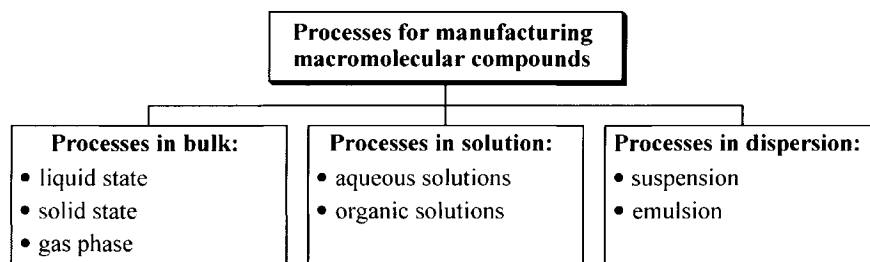 Processes for manufacturing
macromolecular compounds
Processes in bulk:
• liquid state
• solid state
• gas phase
Processes in solution:
• aqueous solutions
• organic solutions
Processes in dispersion:
• suspension
• emulsion